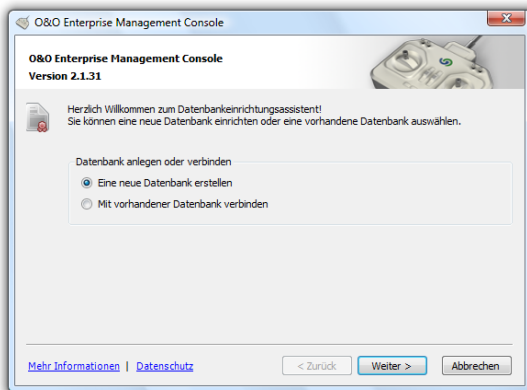 O&O Enterprise Management Console
O&O Enterprise Management Console
Version 2.1.31
Herzlich Willkommen zum Datenbankeinrichtungsassistent!
Sie können eine neue Datenbank einrichten oder eine vorhandene Datenbank auswählen.
Datenbank anlegen oder verbinden
Eine neue Datenbank erstellen
Mit vorhandener Datenbank verbinden
Mehr Informationen | Datenschutz
< Zurück
Weiter >
Abbrechen